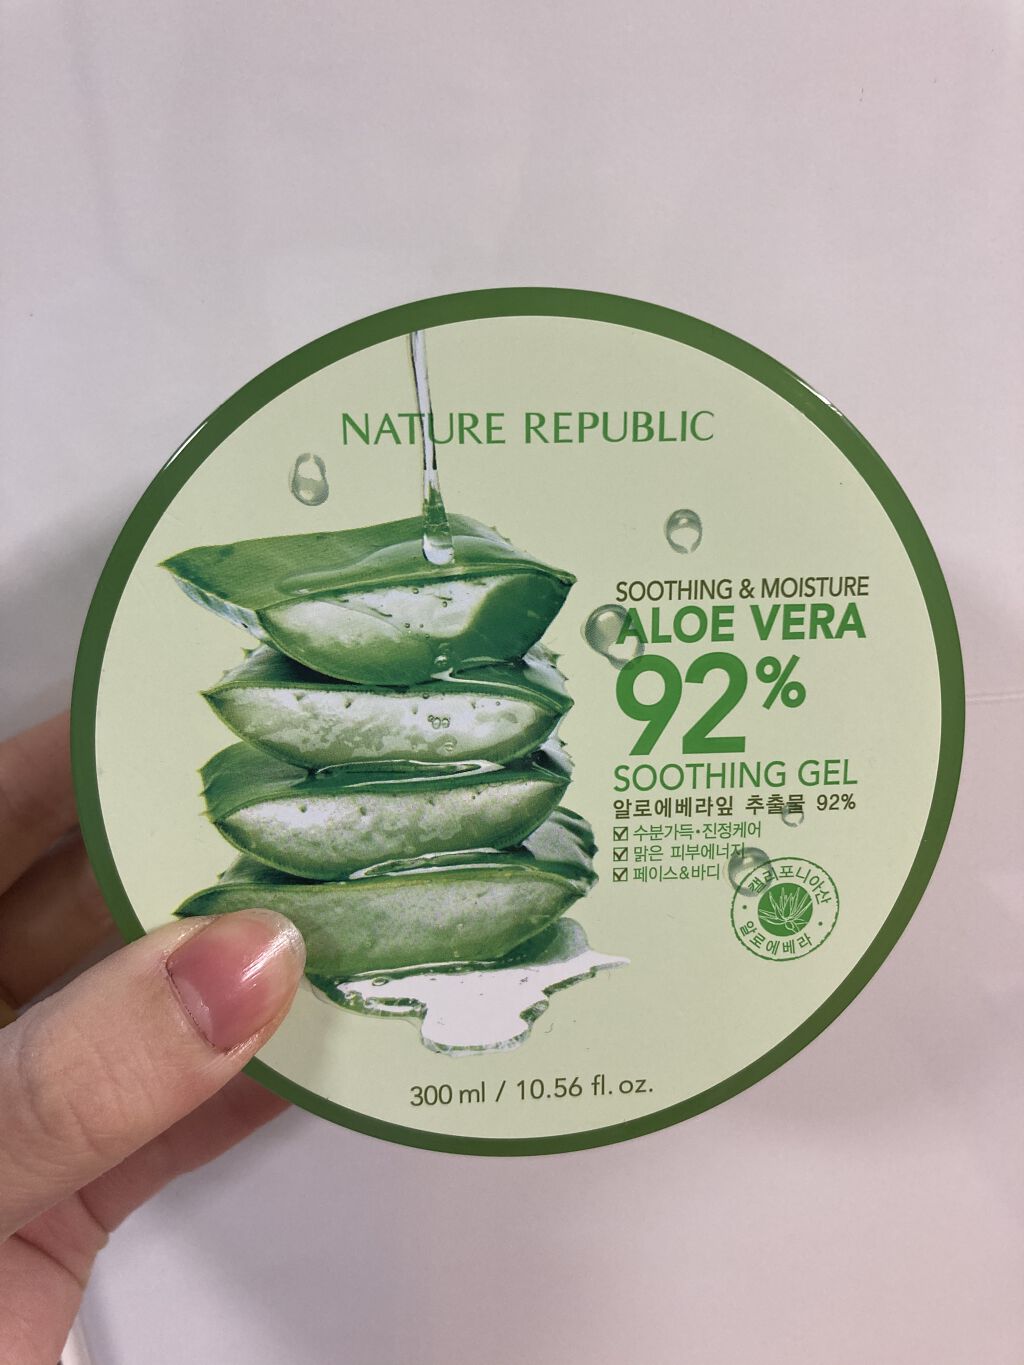 NATURE REPUBLIC
SOOTHING & MOISTURE
ALOE VERA
92%
SOOTHING GEL
알로에베라잎 추출물 92%
☑ 수분가득·진정케어
☑ 맑은 피부에너지
☑ 페이스&바디
캘리포니아산
알로에베라
300 ml / 10.56 fl. oz.